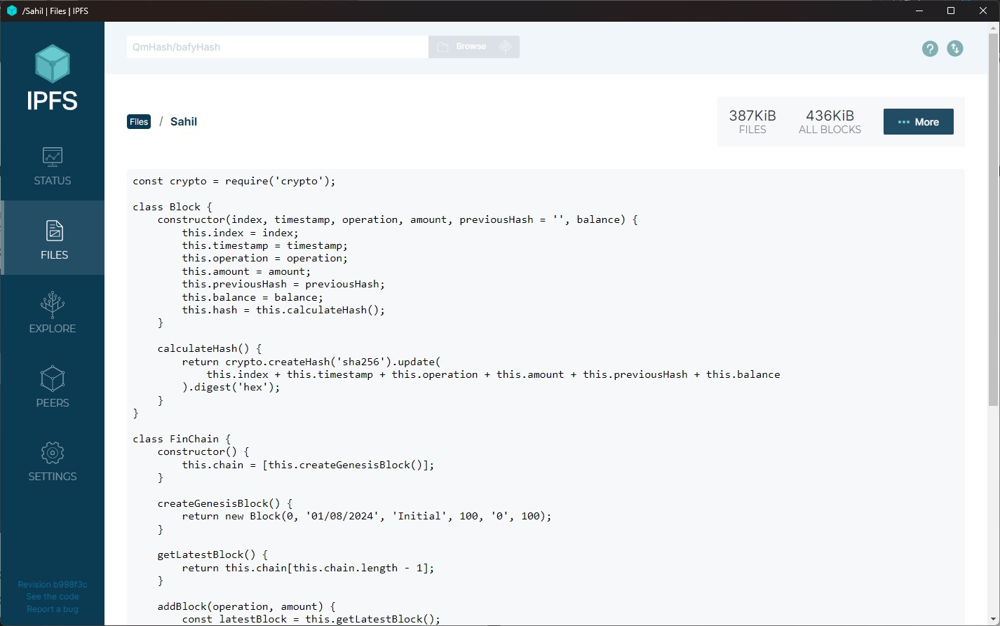 /Sahil | Files | IPFS
IPFS
STATUS
FILES
EXPLORE
PEERS
SETTINGS
Revision b998f3c
See the code
Report a bug
QmHash/bafyHash
Browse
?
Files / Sahil
387KiB
FILES
436KiB
ALL BLOCKS
··· More
const crypto = require('crypto');
class Block {
    constructor(index, timestamp, operation, amount, previousHash = '', balance) {
        this.index = index;
        this.timestamp = timestamp;
        this.operation = operation;
        this.amount = amount;
        this.previousHash = previousHash;
        this.balance = balance;
        this.hash = this.calculateHash();
    }
    calculateHash() {
        return crypto.createHash('sha256').update(
            this.index + this.timestamp + this.operation + this.amount + this.previousHash + this.balance
        ).digest('hex');
    }
}
class FinChain {
    constructor() {
        this.chain = [this.createGenesisBlock()];
    }
    createGenesisBlock() {
        return new Block(0, '01/08/2024', 'Initial', 100, '0', 100);
    }
    getLatestBlock() {
        return this.chain[this.chain.length - 1];
    }
    addBlock(operation, amount) {
        const latestBlock = this.getLatestBlock();